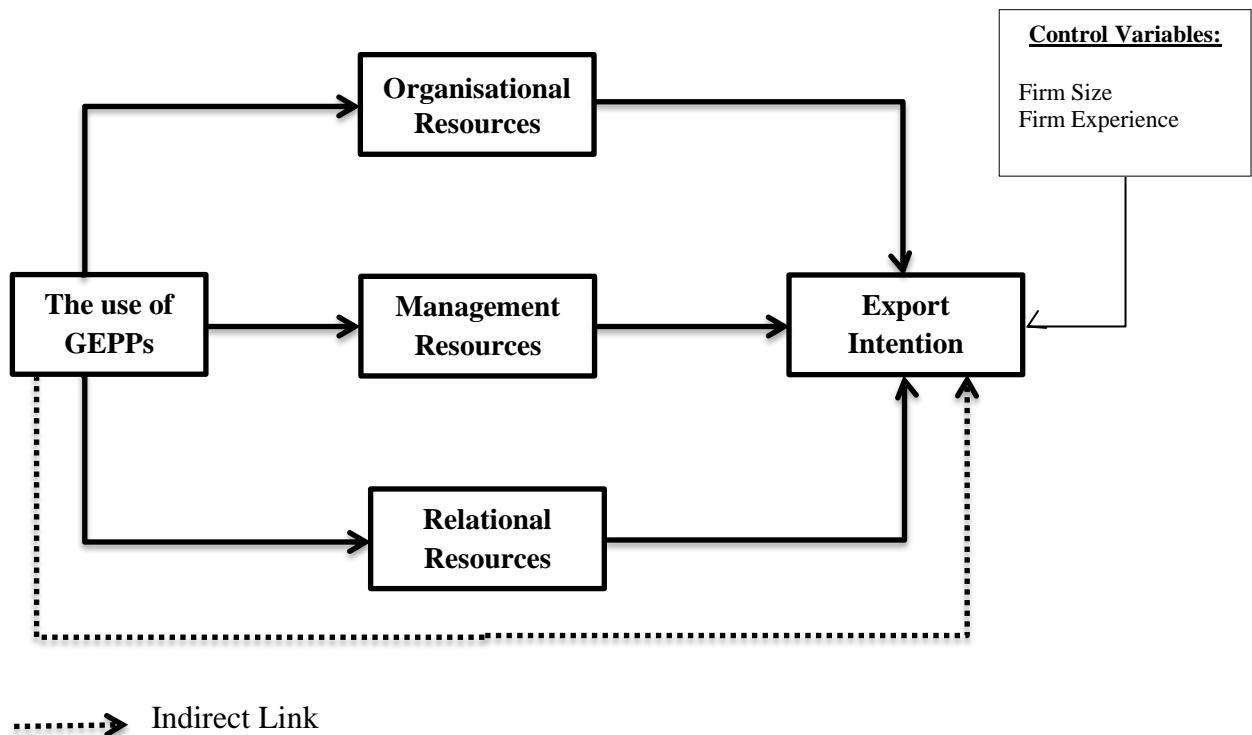 Control Variables:
Firm Size
Firm Experience
Organisational
Resources
The use of
GEPPs
Management
Resources
Export
Intention
Relational
Resources
Indirect Link